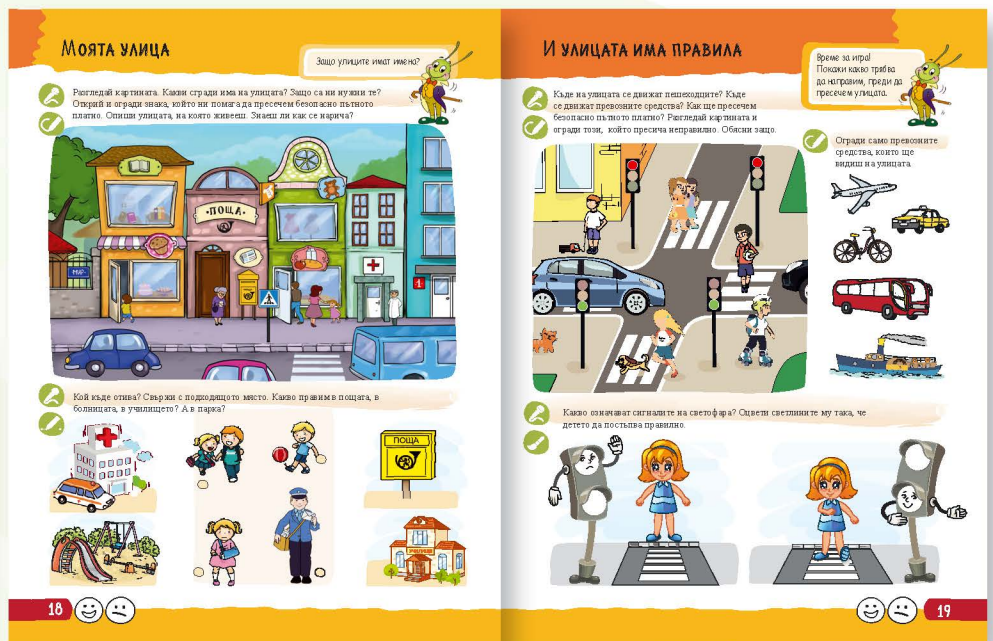 Моята улица
Защо улиците имат имена?
Разгледай картината. Какви сгради има на улицата? Защо са ни нужни те?
Открий и огради знака, който ни помага да пресечем безопасно пътното
платно. Опиши улицата, на която живееш. Знаеш ли как се нарича?
ПОЩА
1
Кой къде отива? Свържи с подходящото място. Какво правим в пощата, в
болницата, в училището? А в парка?
ПОЩА
УЧИЛИЩЕ
18
И улицата има правила
Време за игра!
Покажи какво трябва
да направим, преди да
пресечем улицата.
Къде на улицата се движат пешеходците? Къде
се движат превозните средства? Как ще пресечем
безопасно пътното платно? Разгледай картината и
огради този, който пресича неправилно. Обясни защо.
Огради само превозните
средства, които ще
видиш на улицата.
Какво означават сигналите на светофара? Оцвети светлините му така, че
детето да постъпва правилно.
19